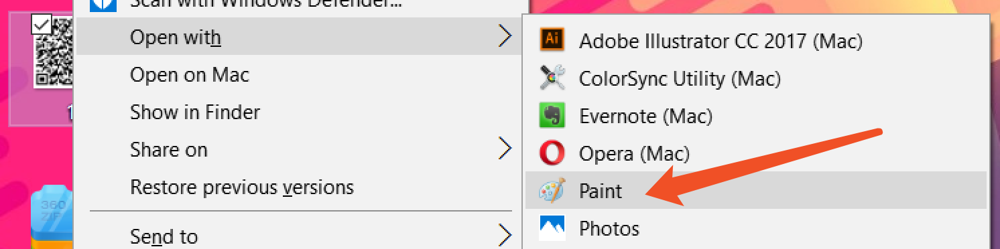 Scan with Windows Defender...
Open with
Open on Mac
Show in Finder
Share on
Restore previous versions
Send to
Ai Adobe Illustrator CC 2017 (Mac)
ColorSync Utility (Mac)
Evernote (Mac)
Opera (Mac)
Paint
Photos
360
ZIP